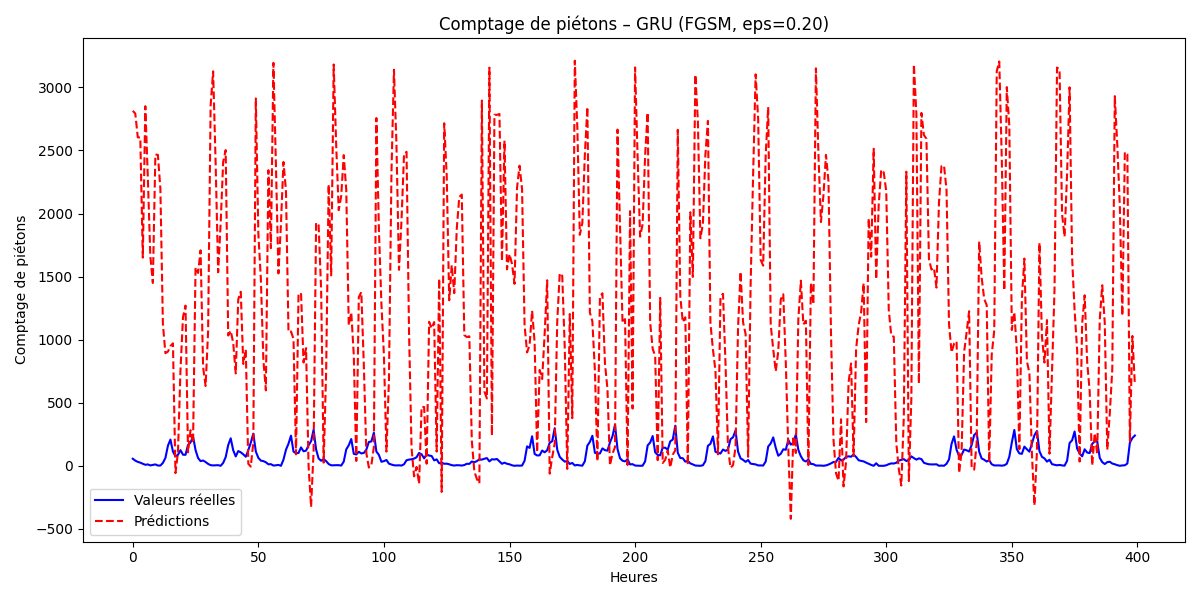 Comptage de piétons – GRU (FGSM, eps=0.20)
3000
2500
2000
1500
1000
500
0
−500
Comptage de piétons
Valeurs réelles
Prédictions
0 50 100 150 200 250 300 350 400
Heures